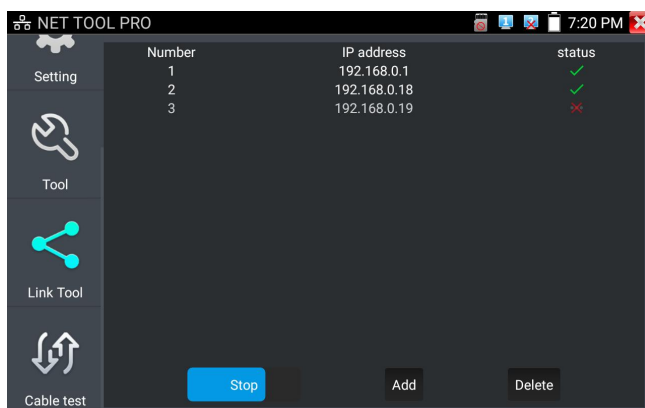 NET TOOL PRO 7:20 PM
Number IP address status
1 192.168.0.1
2 192.168.0.18
3 192.168.0.19
Setting
Tool
Link Tool
Cable test
Stop Add Delete